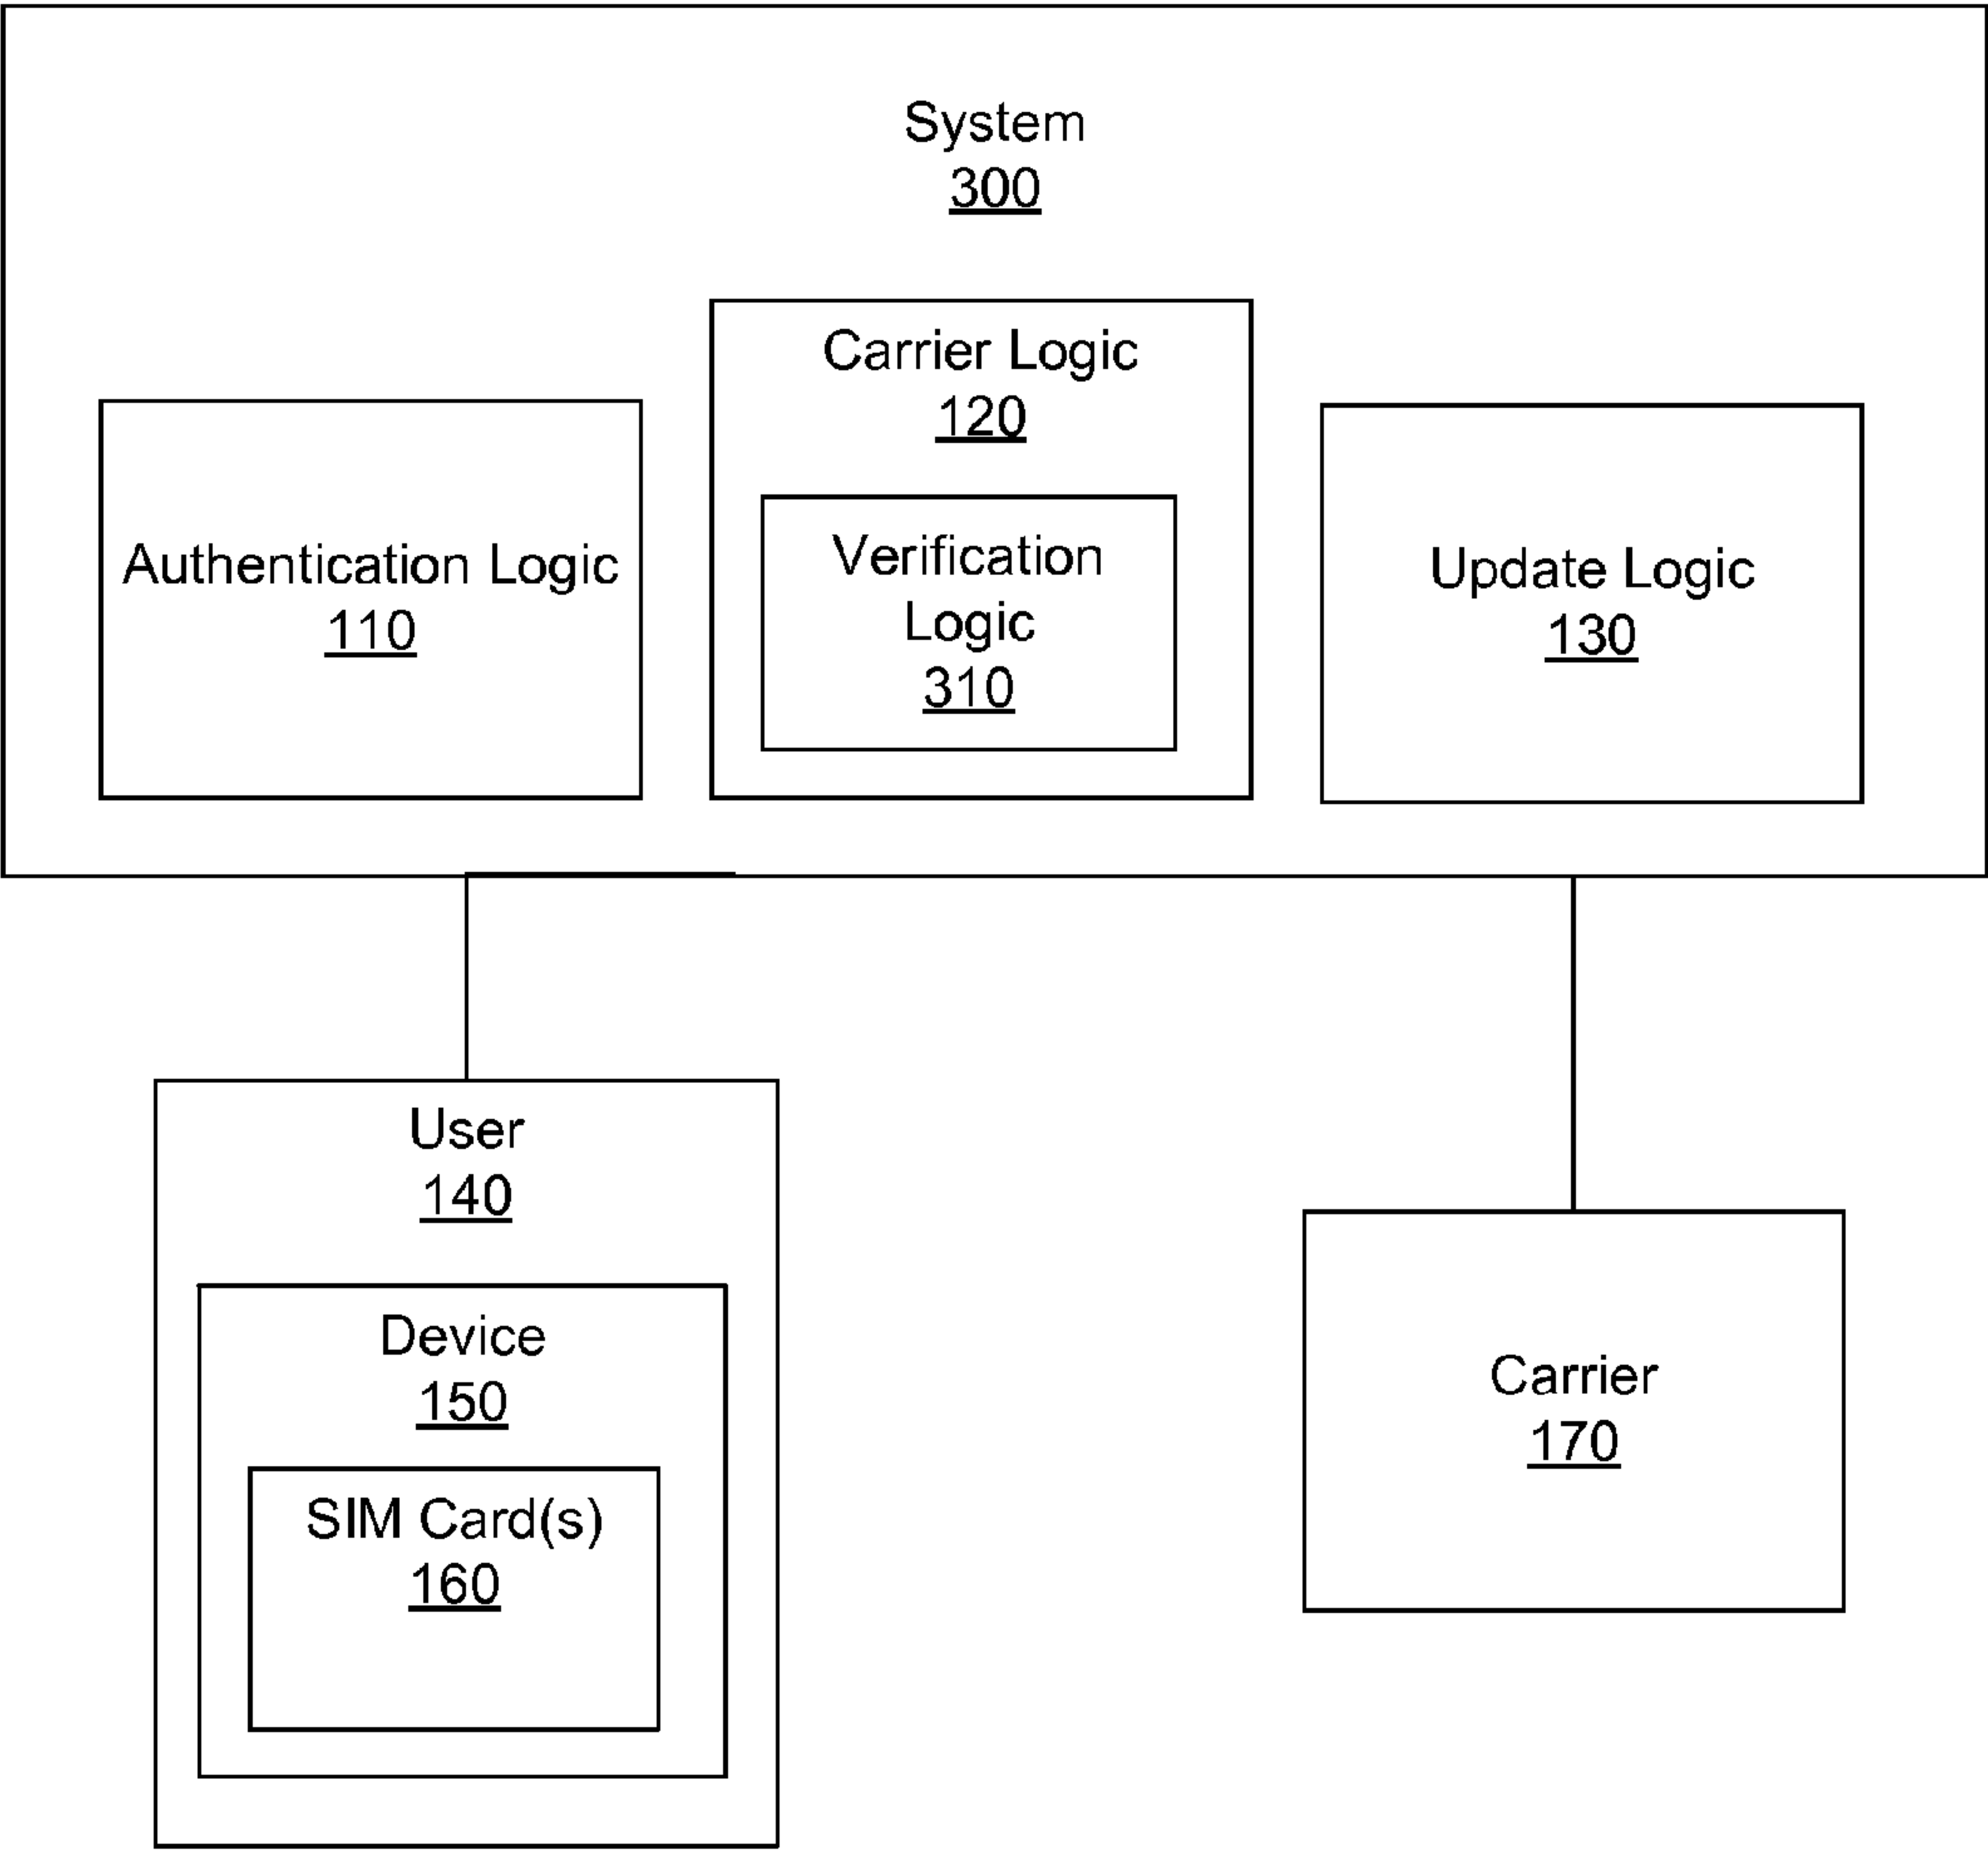 System
300
Carrier Logic
120
Authentication Logic
110
Verification
Logic
310
Update Logic
130
User
140
Device
150
SIM Card(s)
160
Carrier
170